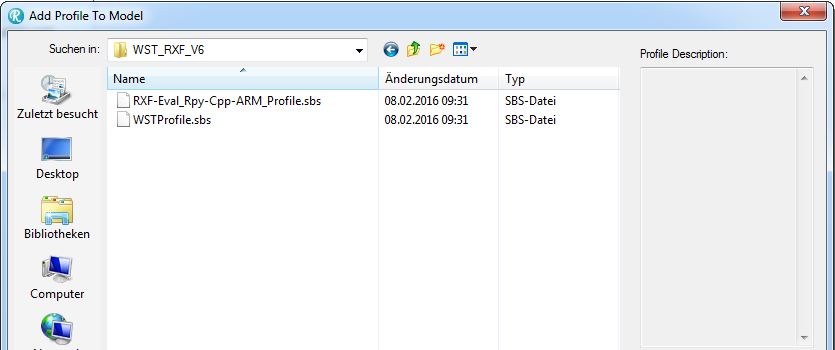 Add Profile To Model
Suchen in:
WST_RXF_V6
Profile Description:
Name
Änderungsdatum
Typ
RXF-Eval_Rpy-Cpp-ARM_Profile.sbs
08.02.2016 09:31
SBS-Datei
WSTProfile.sbs
08.02.2016 09:31
SBS-Datei
Zuletzt besucht
Desktop
Bibliotheken
Computer